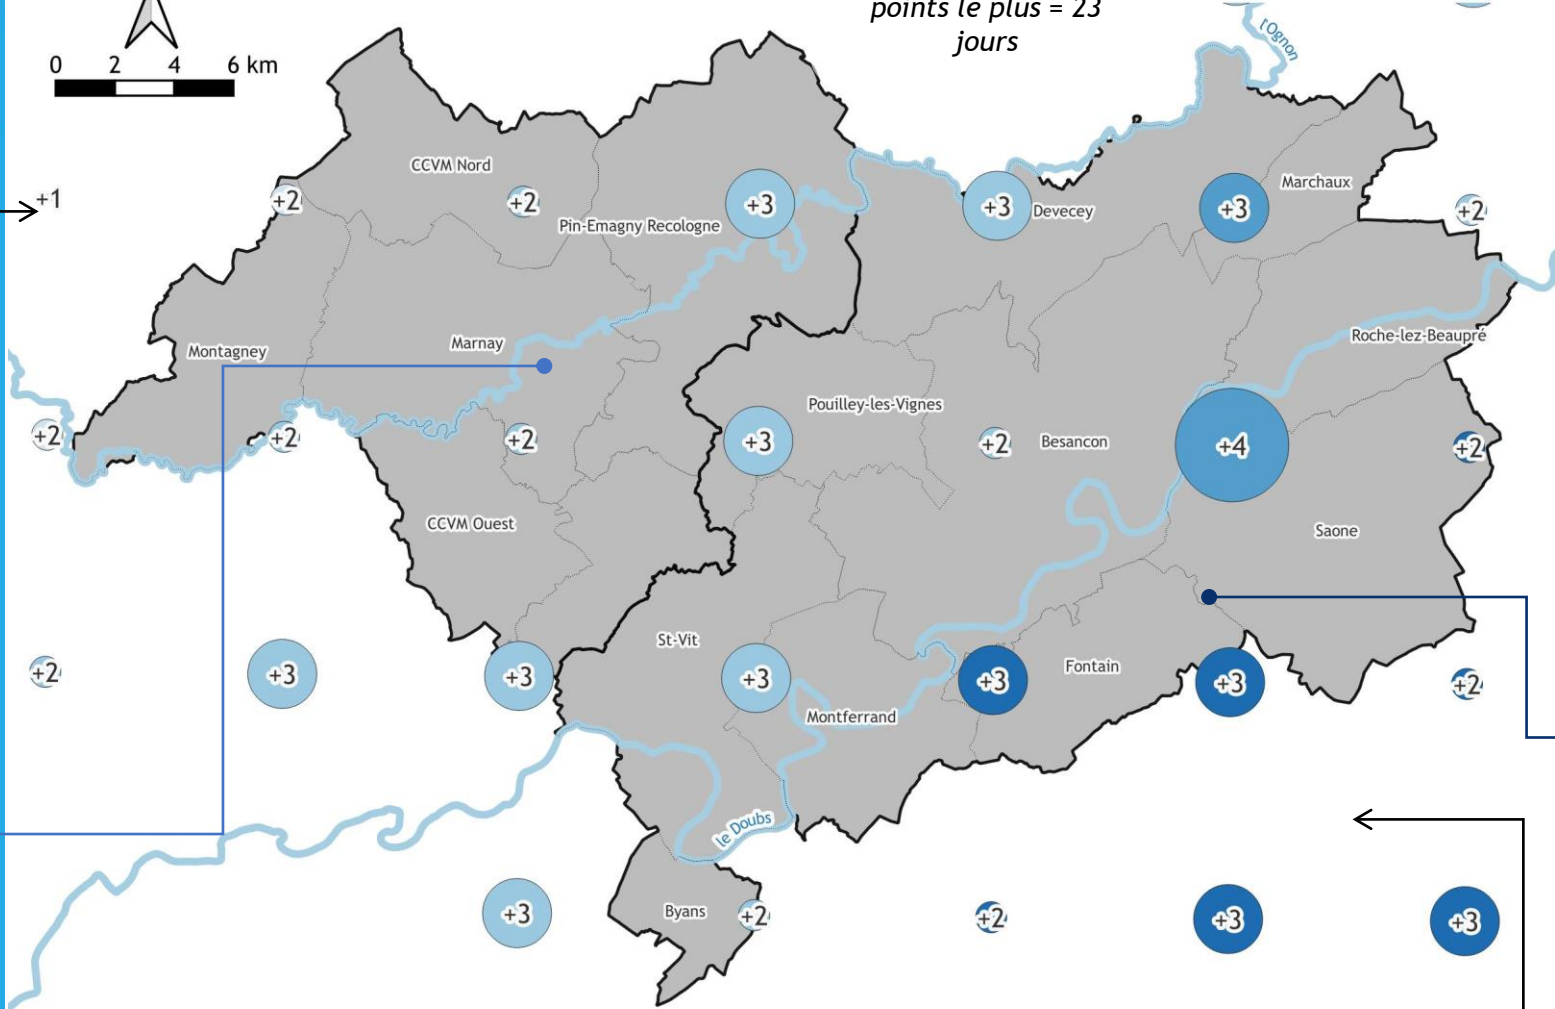 points le plus = 23
jours
l'Ognon
0 2 4 6 km
CCVM Nord
Marchaux
+1
+2
+2
+3
+3
Devecey
+3
+2
Pin-Emagny Recologne
Montagney
Marnay
Roche-lez-Beaupré
Pouilley-les-Vignes
+2
+2
+2
+3
+2
Besancon
+4
+2
CCVM Ouest
Saone
St-Vit
Fontain
+2
+3
+3
+3
+3
+3
+2
Montferrand
le Doubs
Byans
+3
+2
+2
+3
+3